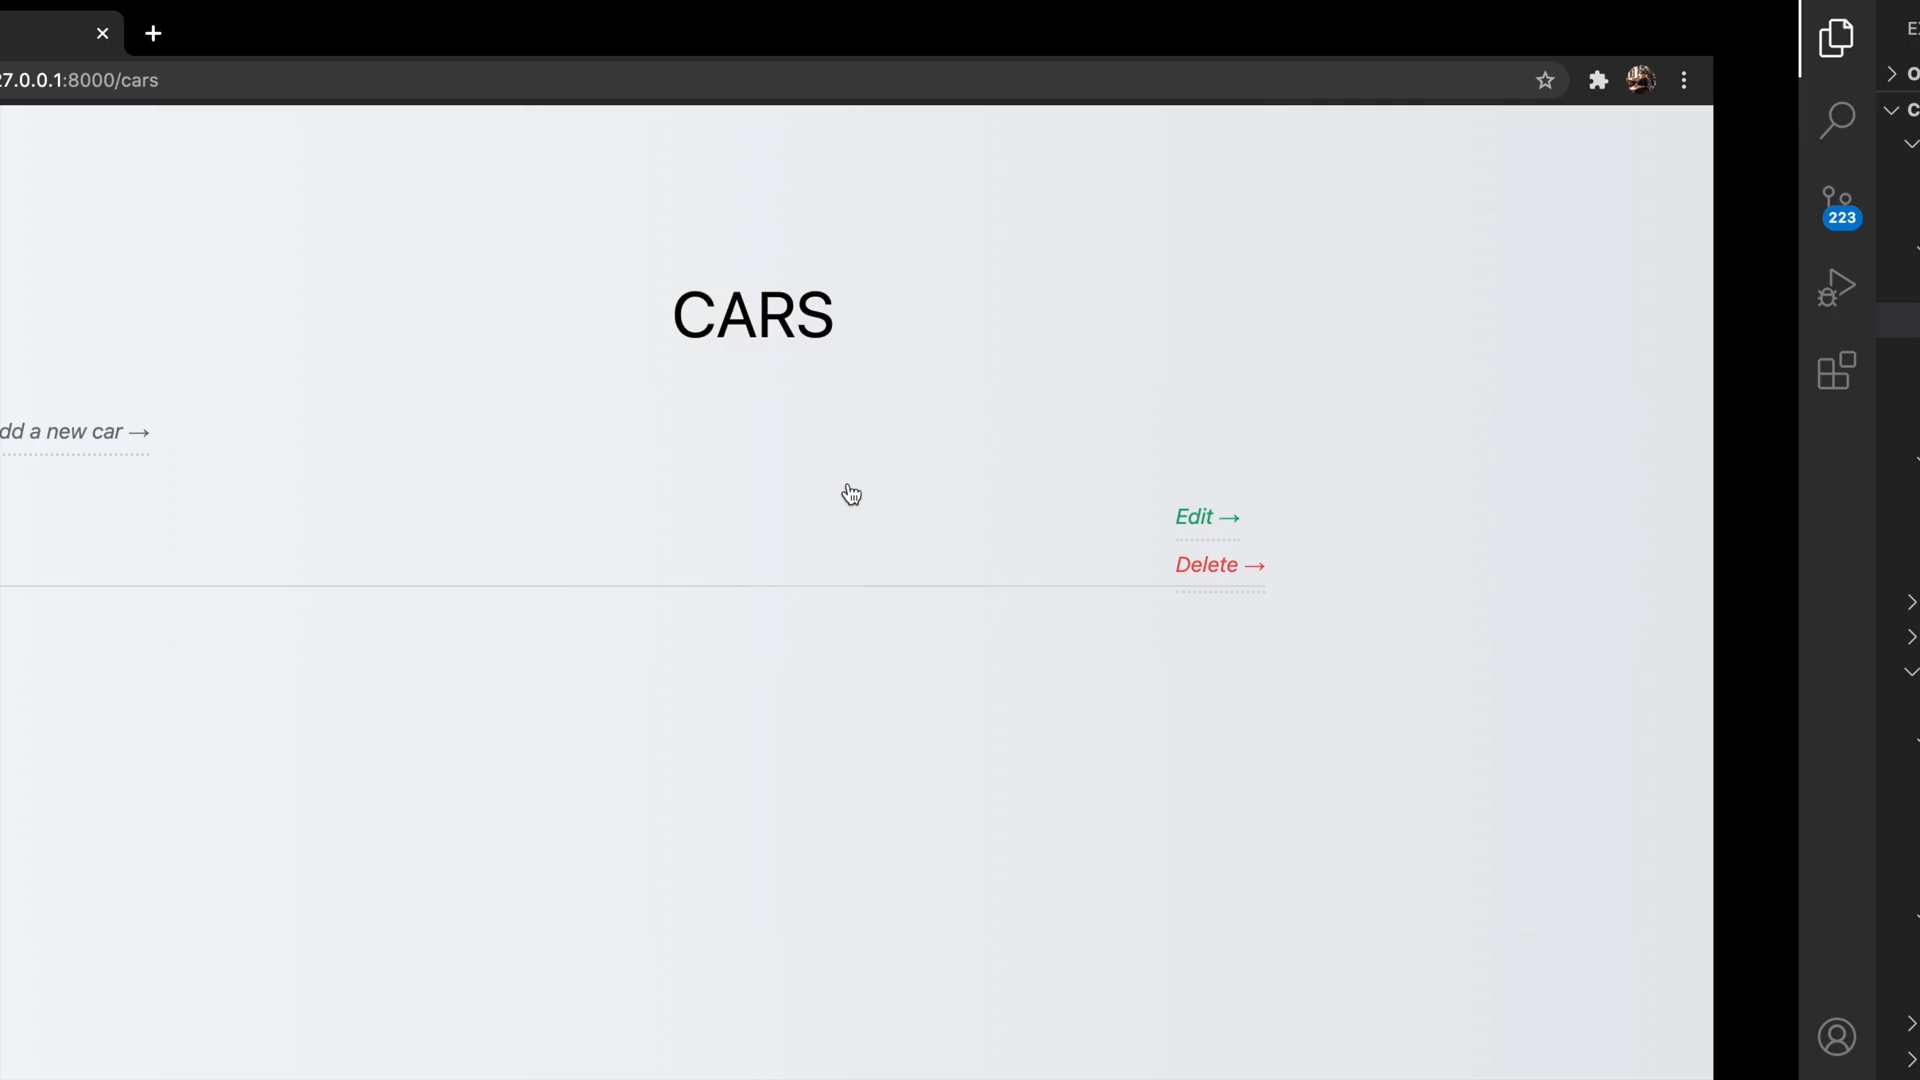 7.0.0.1:8000/cars
CARS
dd a new car →
Edit →
Delete →
223